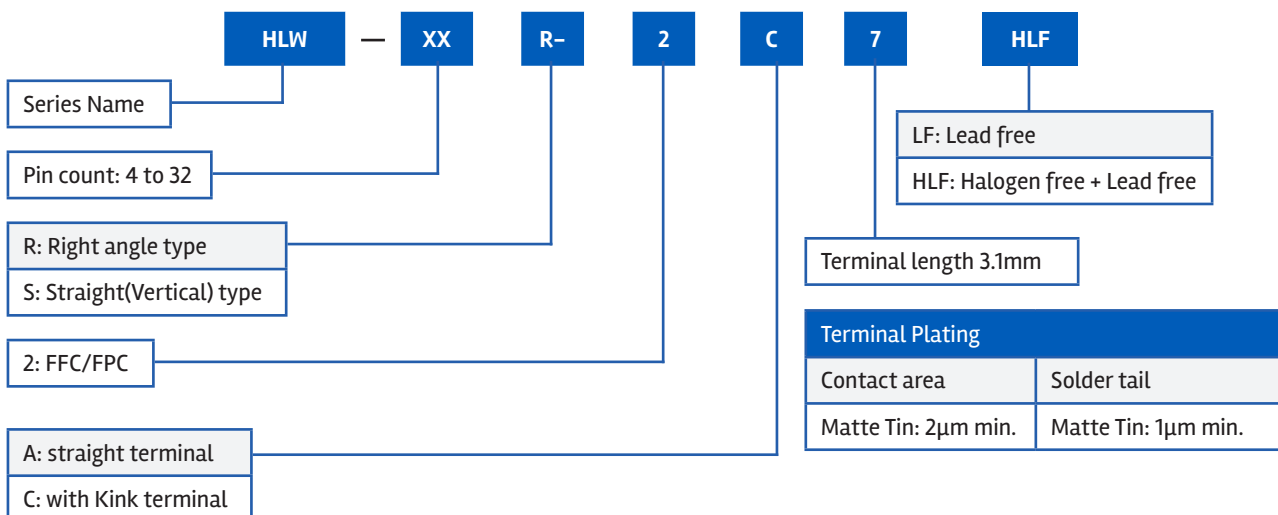 HLW — XX R– 2 C 7 HLF
Series Name
Pin count: 4 to 32
R: Right angle type
S: Straight(Vertical) type
2: FFC/FPC
A: straight terminal
C: with Kink terminal
LF: Lead free
HLF: Halogen free + Lead free
Terminal length 3.1mm
Terminal Plating
Contact area Solder tail
Matte Tin: 2µm min. Matte Tin: 1µm min.